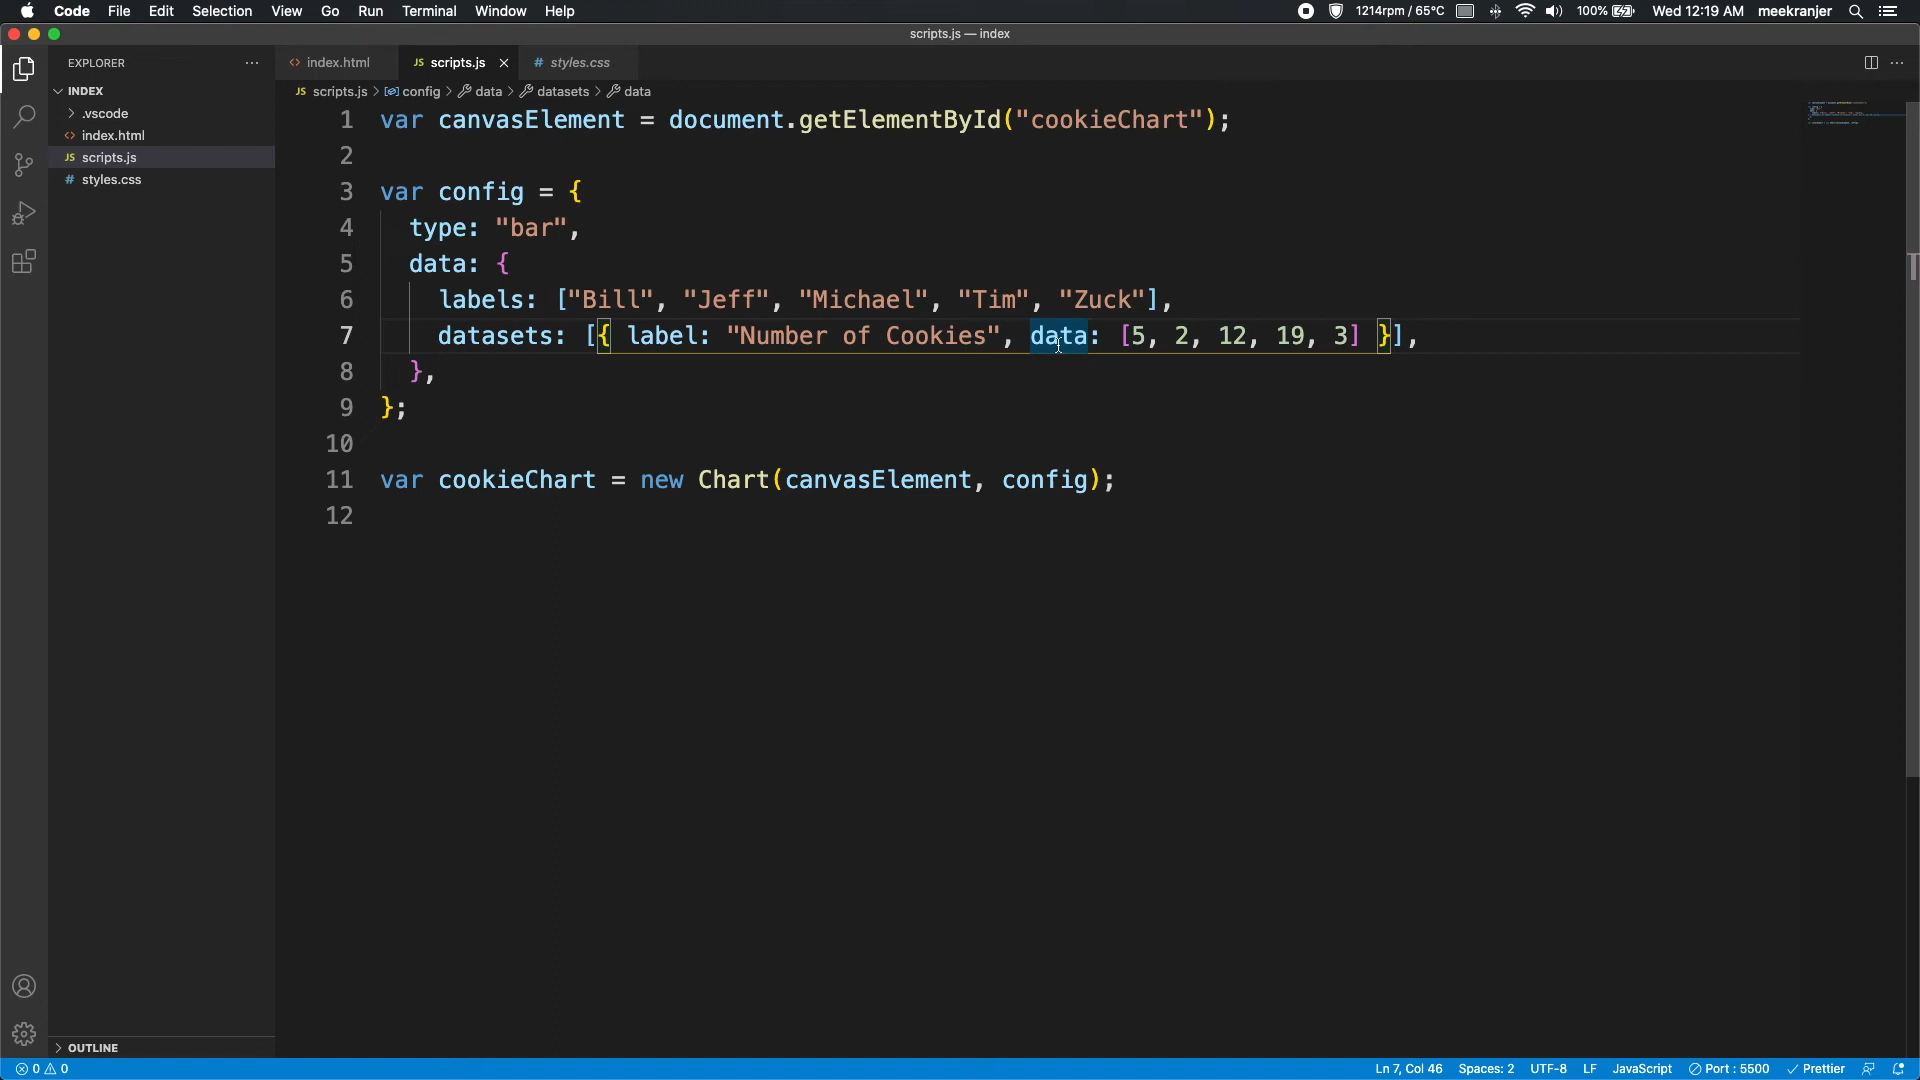 Code File Edit Selection View Go Run Terminal Window Help 1214rpm / 65°C 100% Wed 12:19 AM meekranjer
scripts.js — index
EXPLORER ···
index.html
JS scripts.js ×
# styles.css
INDEX
JS scripts.js > config > data > datasets > data
> .vscode
<> index.html
JS scripts.js
# styles.css
1 var canvasElement = document.getElementById("cookieChart");
2
3 var config = {
4 type: "bar",
5 data: {
6 labels: ["Bill", "Jeff", "Michael", "Tim", "Zuck"],
7 datasets: [{ label: "Number of Cookies", data: [5, 2, 12, 19, 3] }],
8 },
9 };
10
11 var cookieChart = new Chart(canvasElement, config);
12
> OUTLINE
0 0 Ln 7, Col 46 Spaces: 2 UTF-8 LF JavaScript Port : 5500 ✓ Prettier